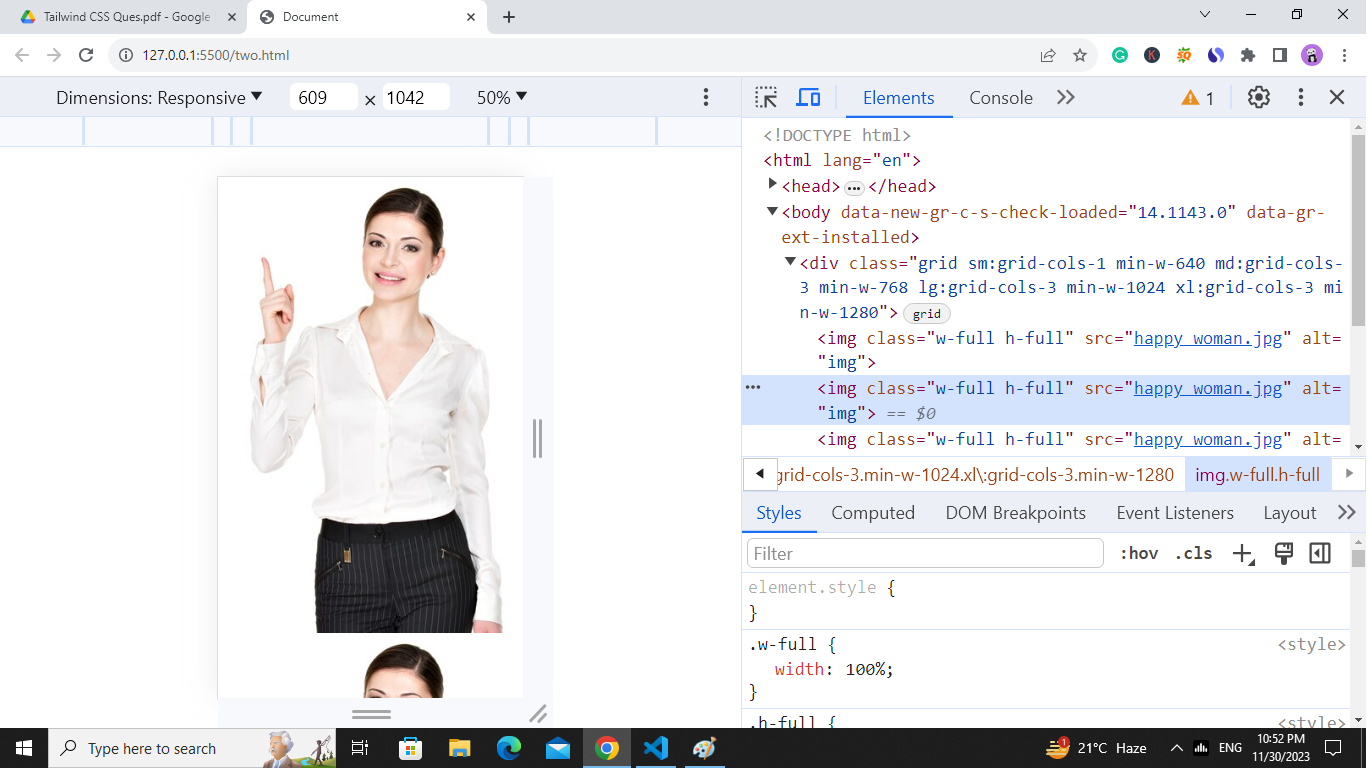 Tailwind CSS Ques.pdf - Google
Document
127.0.0.1:5500/two.html
Dimensions: Responsive
609 × 1042
50%
Elements
Console
1
<!DOCTYPE html>
<html lang="en">
<head>
</head>
<body data-new-gr-c-s-check-loaded="14.1143.0" data-gr-
ext-installed>
<div class="grid sm:grid-cols-1 min-w-640 md:grid-cols-
3 min-w-768 lg:grid-cols-3 min-w-1024 xl:grid-cols-3 mi
n-w-1280"> grid
<img class="w-full h-full" src="happy_woman.jpg" alt=
"img">
<img class="w-full h-full" src="happy_woman.jpg" alt=
"img"> == $0
<img class="w-full h-full" src="happy_woman.jpg" alt=
grid-cols-3.min-w-1024.xl\:grid-cols-3.min-w-1280
img.w-full.h-full
Styles
Computed
DOM Breakpoints
Event Listeners
Layout
Filter
:hov
.cls
element.style {
}
.w-full {
<style>
width: 100%;
}
.h-full {
<style>
Type here to search
1
21°C Haze
ENG
10:52 PM
11/30/2023